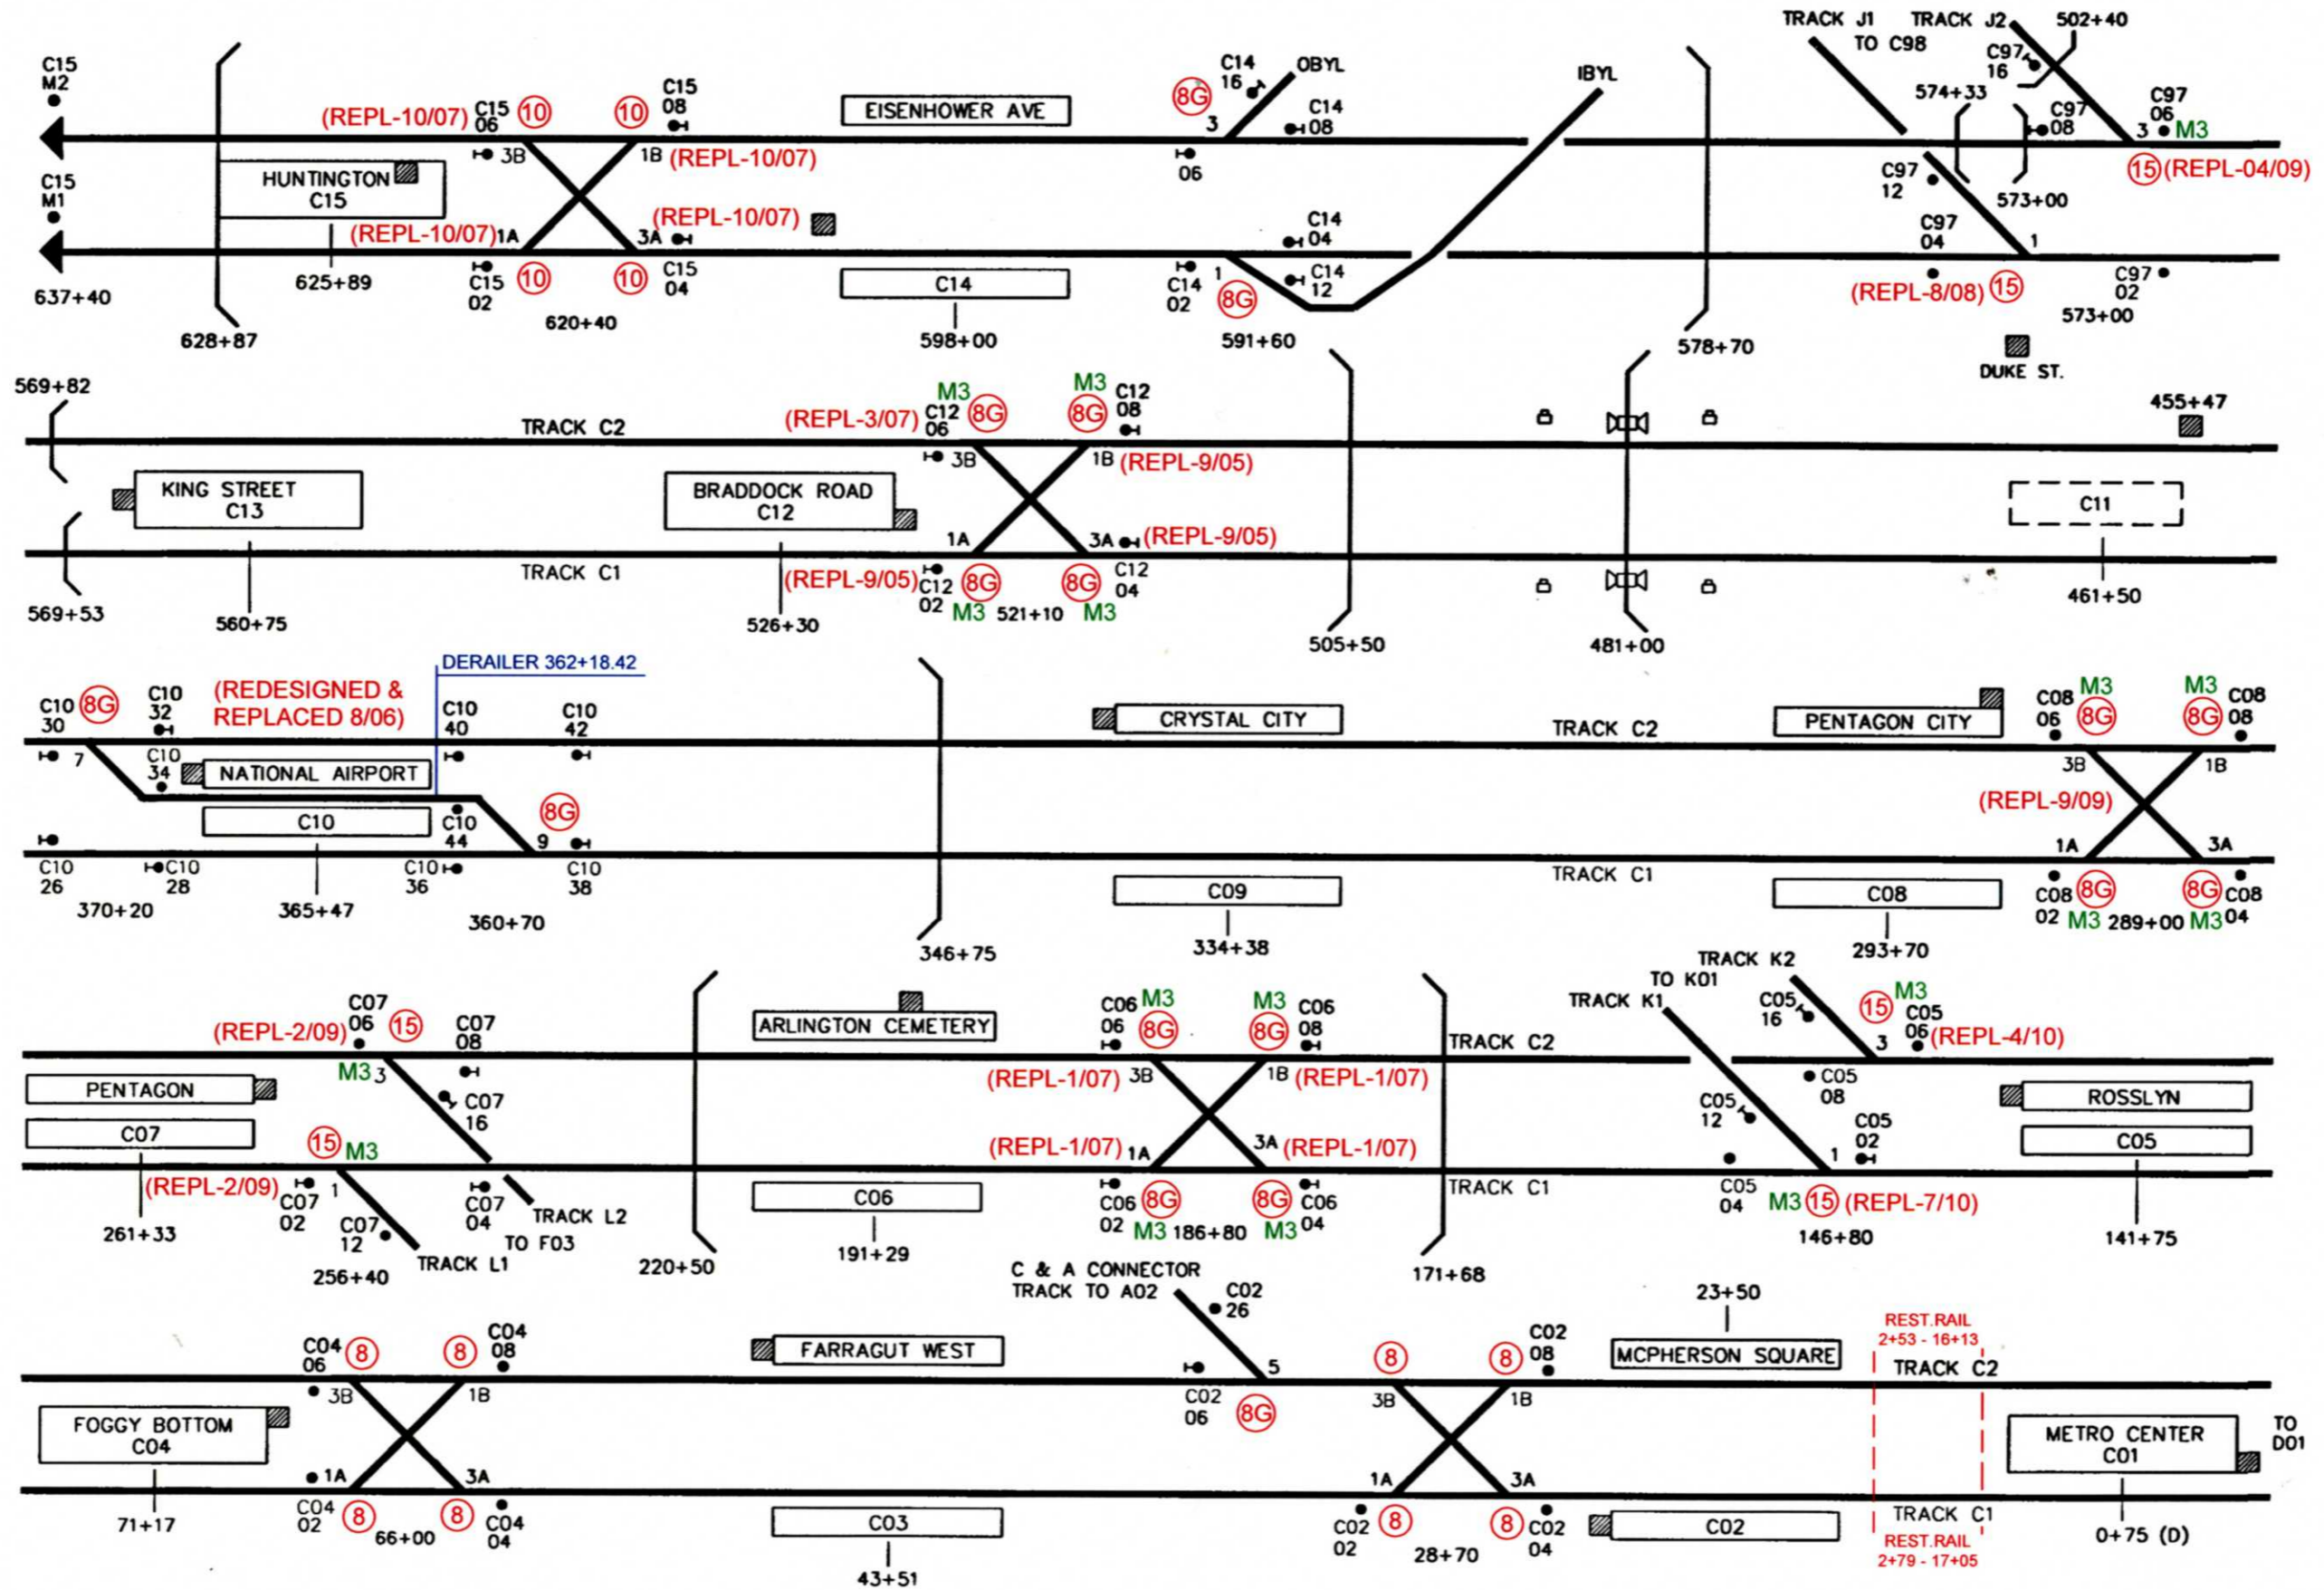 C15
M2
(REPL-10/07)
C15
06
10
10
C15
08
EISENHOWER AVE
8G
C14
16
OBYL
3
C14
08
06
IBYL
TRACK J1
TO C98
TRACK J2
502+40
C97
16
574+33
C97
08
C97
06
3
M3
15
(REPL-04/09)
3B
1B
(REPL-10/07)
HUNTINGTON
C15
C15
M1
(REPL-10/07)
1A
(REPL-10/07)
3A
C15
02
10
10
C15
04
C14
C14
02
1
8G
C14
04
C14
12
C97
12
573+00
C97
04
1
(REPL-8/08)
15
C97
02
573+00
637+40
625+89
628+87
620+40
598+00
591+60
578+70
DUKE ST.
569+82
TRACK C2
(REPL-3/07)
M3
C12
06
8G
M3
8G
C12
08
455+47
3B
1B
(REPL-9/05)
KING STREET
C13
BRADDOCK ROAD
C12
C11
1A
3A
(REPL-9/05)
TRACK C1
(REPL-9/05)
C12
02
8G
M3
521+10
8G
M3
C12
04
569+53
560+75
526+30
505+50
481+00
461+50
DERAILER 362+18.42
C10
30
8G
C10
32
(REDESIGNED &
REPLACED 8/06)
C10
40
C10
42
CRYSTAL CITY
TRACK C2
PENTAGON CITY
C08
06
M3
8G
M3
8G
C08
08
7
C10
34
NATIONAL AIRPORT
3B
1B
(REPL-9/09)
C10
C10
44
8G
9
1A
3A
C10
26
C10
28
C10
36
C10
38
C09
TRACK C1
C08
C08
02
8G
M3
289+00
8G
M3
C08
04
370+20
365+47
360+70
346+75
334+38
293+70
(REPL-2/09)
C07
06
15
C07
08
ARLINGTON CEMETERY
C06
06
M3
8G
M3
8G
C06
08
TRACK C2
TRACK K1
TO K01
TRACK K2
C05
16
15
M3
C05
06
(REPL-4/10)
3
M3
3
PENTAGON
C07
C07
16
(REPL-1/07)
3B
1B
(REPL-1/07)
C05
08
C05
12
C05
02
ROSSLYN
C05
15
M3
(REPL-1/07)
1A
3A
(REPL-1/07)
1
(REPL-2/09)
C07
02
1
C07
12
C07
04
TRACK L2
TO F03
TRACK L1
C06
C06
02
8G
M3
186+80
8G
M3
C06
04
TRACK C1
C05
04
M3
15
(REPL-7/10)
261+33
256+40
220+50
191+29
171+68
146+80
141+75
C & A CONNECTOR
TRACK TO A02
C02
26
23+50
C04
06
8
8
C04
08
FARRAGUT WEST
5
8
8
C02
08
MCPHERSON SQUARE
REST.RAIL
2+53 - 16+13
TRACK C2
3B
1B
C02
06
8G
3B
1B
FOGGY BOTTOM
C04
METRO CENTER
C01
TO
D01
1A
3A
1A
3A
C04
02
8
66+00
8
C04
04
C03
C02
02
8
28+70
8
C02
04
C02
TRACK C1
REST.RAIL
2+79 - 17+05
71+17
43+51
0+75 (D)